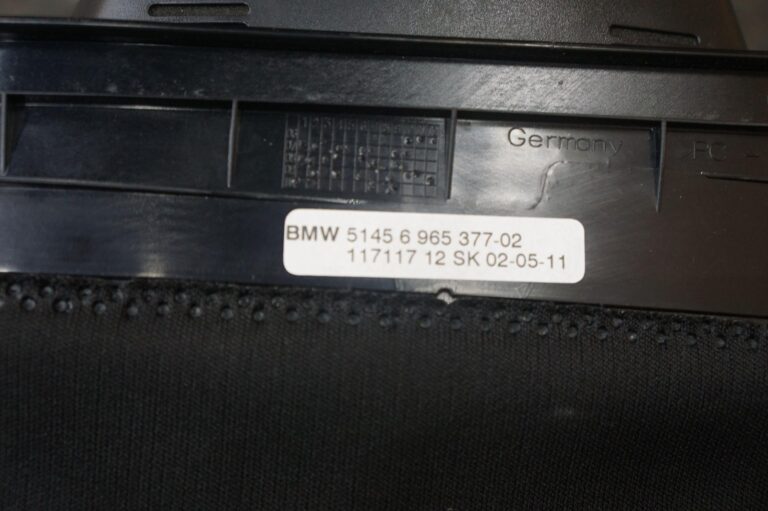 Germany
BMW 5145 6 965 377-02
117117 12 SK 02-05-11